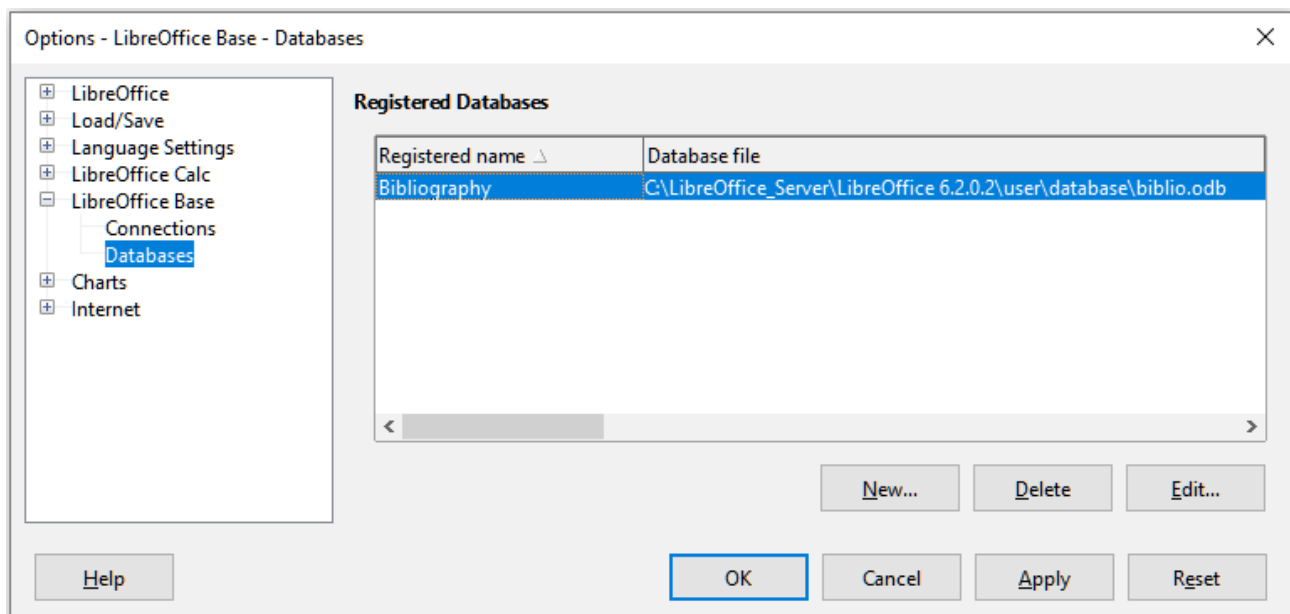 Options - LibreOffice Base - Databases
LibreOffice
Load/Save
Language Settings
LibreOffice Calc
LibreOffice Base
Connections
Databases
Charts
Internet
Registered Databases
Registered name Database file
Bibliography C:\LibreOffice_Server\LibreOffice 6.2.0.2\user\database\biblio.odb
New... Delete Edit...
Help OK Cancel Apply Reset